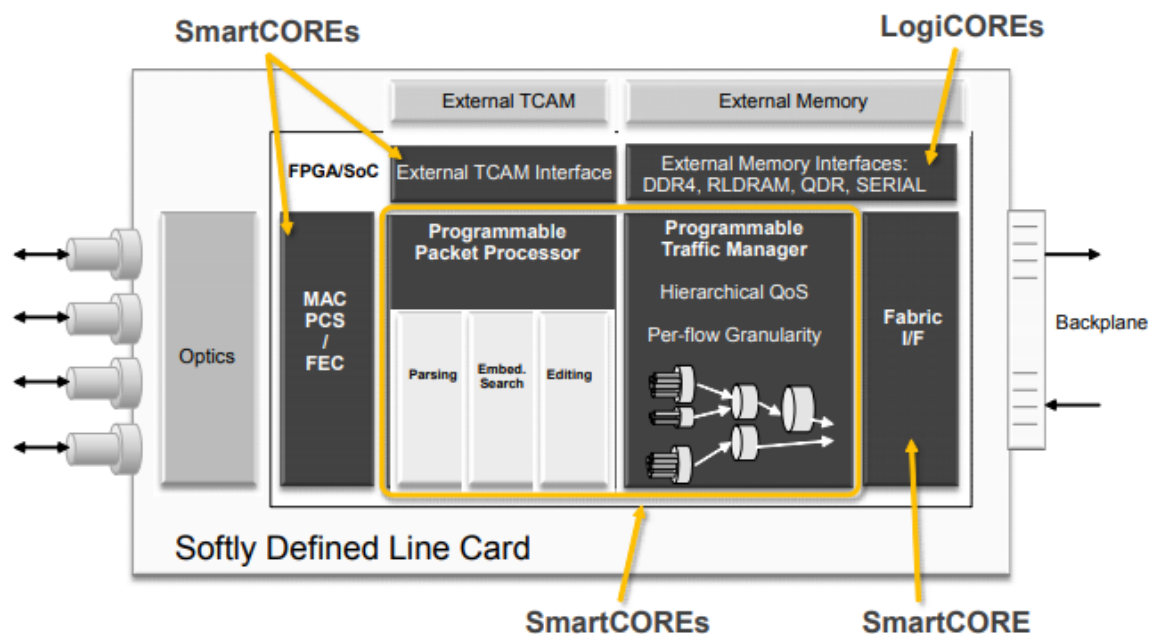 SmartCOREs
LogiCOREs
External TCAM
External Memory
FPGA/SoC
External TCAM Interface
External Memory Interfaces:
DDR4, RLDRAM, QDR, SERIAL
Optics
MAC
PCS
/
FEC
Programmable
Packet Processor
Parsing
Embed.
Search
Editing
Programmable
Traffic Manager
Hierarchical QoS
Per-flow Granularity
Fabric
I/F
Backplane
Softly Defined Line Card
SmartCOREs
SmartCORE